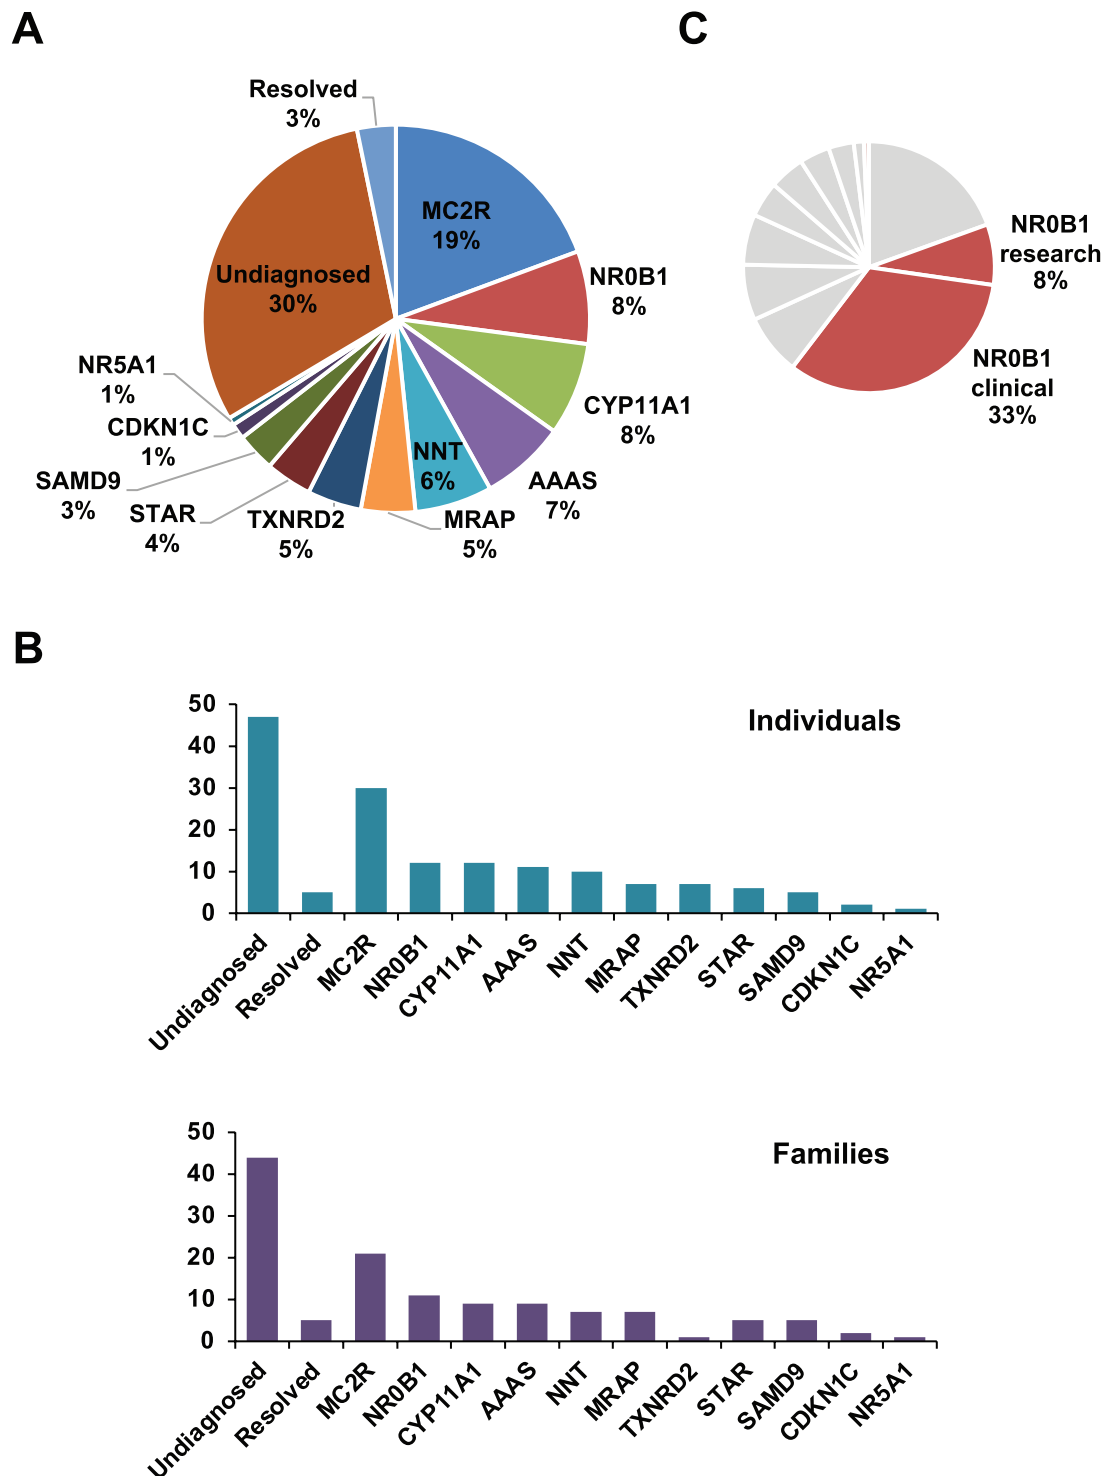 A
C
Resolved
3%
MC2R
19%
NR0B1
8%
Undiagnosed
30%
NR5A1
1%
CDKN1C
1%
SAMD9
3%
STAR
4%
TXNRD2
5%
MRAP
5%
NNT
6%
AAAS
7%
CYP11A1
8%
NR0B1
research
8%
NR0B1
clinical
33%
B
Individuals
50
40
30
20
10
0
Undiagnosed
Resolved
MC2R
NR0B1
CYP11A1
AAAS
NNT
MRAP
TXNRD2
STAR
SAMD9
CDKN1C
NR5A1
Families
50
40
30
20
10
0
Undiagnosed
Resolved
MC2R
NR0B1
CYP11A1
AAAS
NNT
MRAP
TXNRD2
STAR
SAMD9
CDKN1C
NR5A1